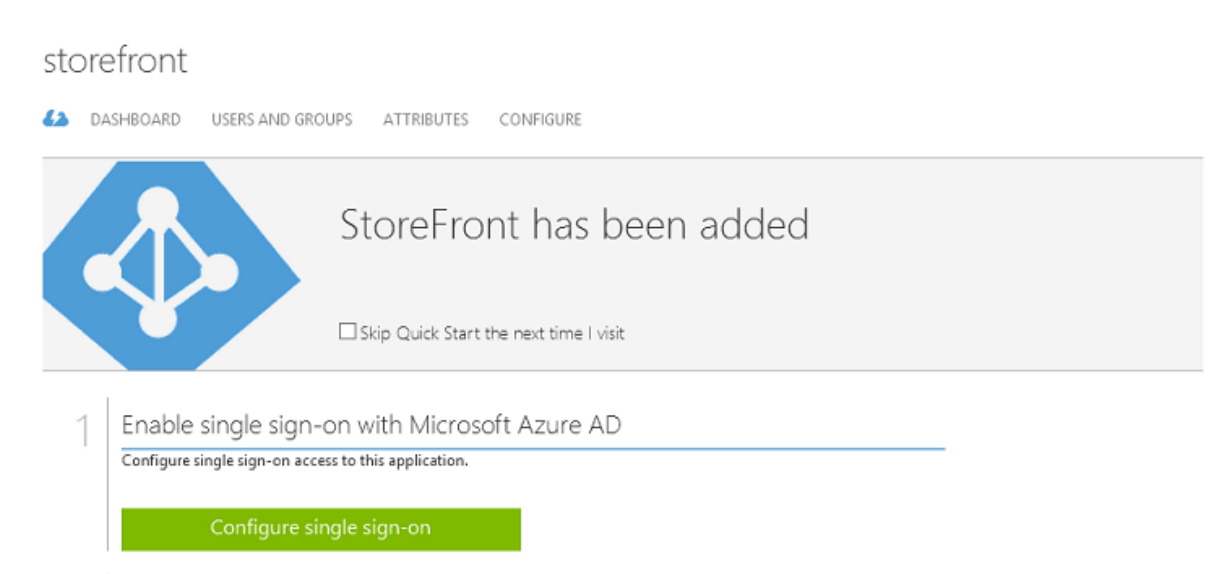 storefront
DASHBOARD USERS AND GROUPS ATTRIBUTES CONFIGURE
StoreFront has been added
Skip Quick Start the next time I visit
1 Enable single sign-on with Microsoft Azure AD
Configure single sign-on access to this application.
Configure single sign-on